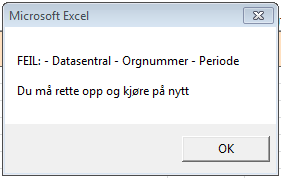 Microsoft Excel
FEIL: - Datasentral - Orgnummer - Periode
Du må rette opp og kjøre på nytt
OK